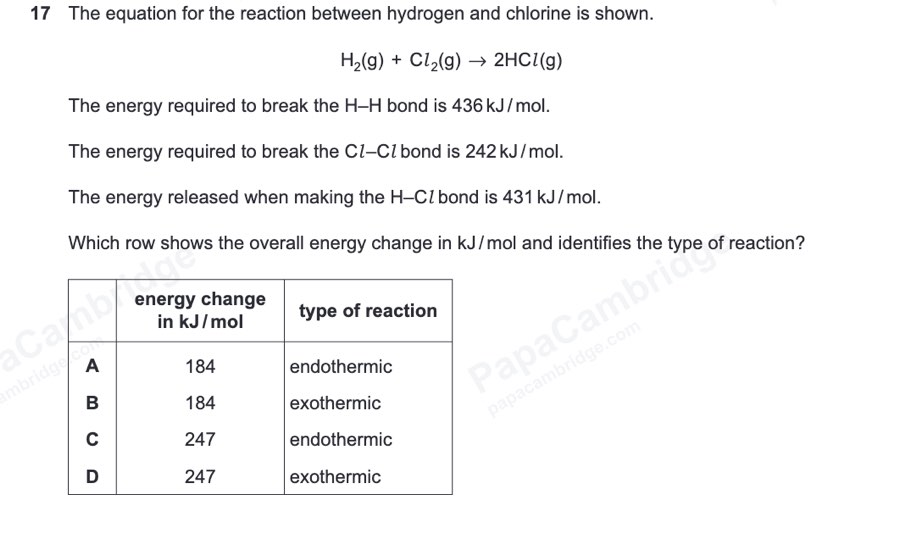 17 The equation for the reaction between hydrogen and chlorine is shown.
H₂(g) + Cl₂(g) → 2HCl(g)
The energy required to break the H–H bond is 436 kJ/mol.
The energy required to break the Cl–Cl bond is 242 kJ/mol.
The energy released when making the H–Cl bond is 431 kJ/mol.
Which row shows the overall energy change in kJ/mol and identifies the type of reaction?
energy change in kJ/mol type of reaction
A 184 endothermic
B 184 exothermic
C 247 endothermic
D 247 exothermic
aCambridge
ambridge.com
PapaCambridge
papacambridge.com